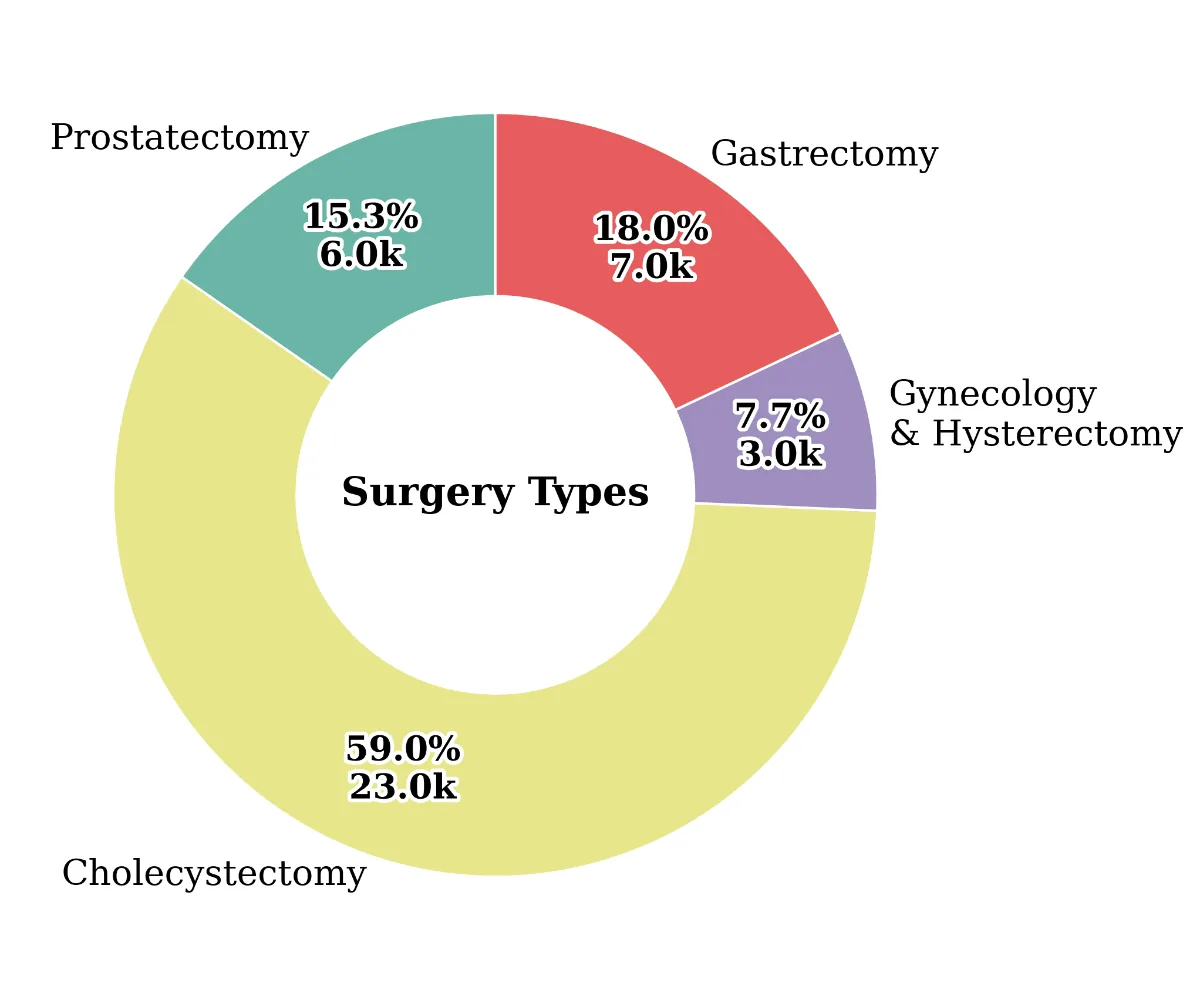 Prostatectomy
Gastrectomy
15.3%
6.0k
18.0%
7.0k
Gynecology
& Hysterectomy
7.7%
3.0k
Surgery Types
59.0%
23.0k
Cholecystectomy